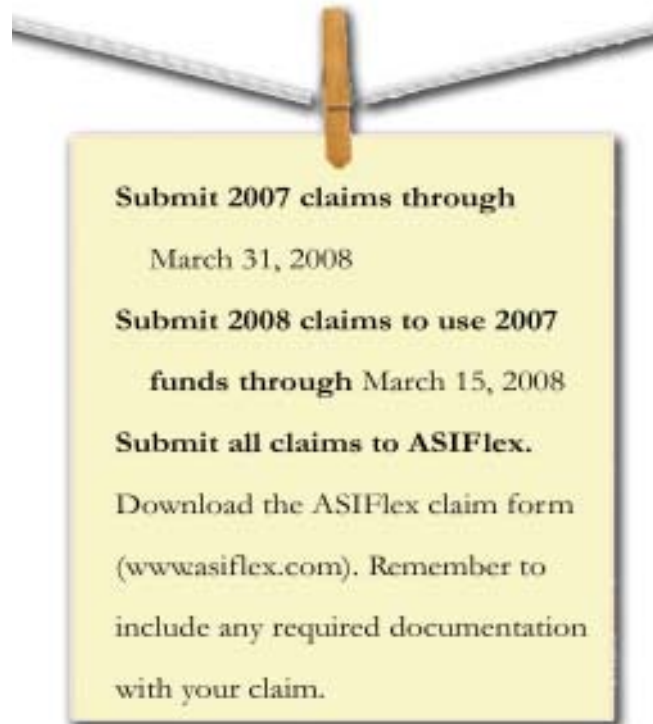 Submit 2007 claims through
March 31, 2008
Submit 2008 claims to use 2007
funds through March 15, 2008
Submit all claims to ASIFlex.
Download the ASIFlex claim form
(www.asiflex.com). Remember to
include any required documentation
with your claim.